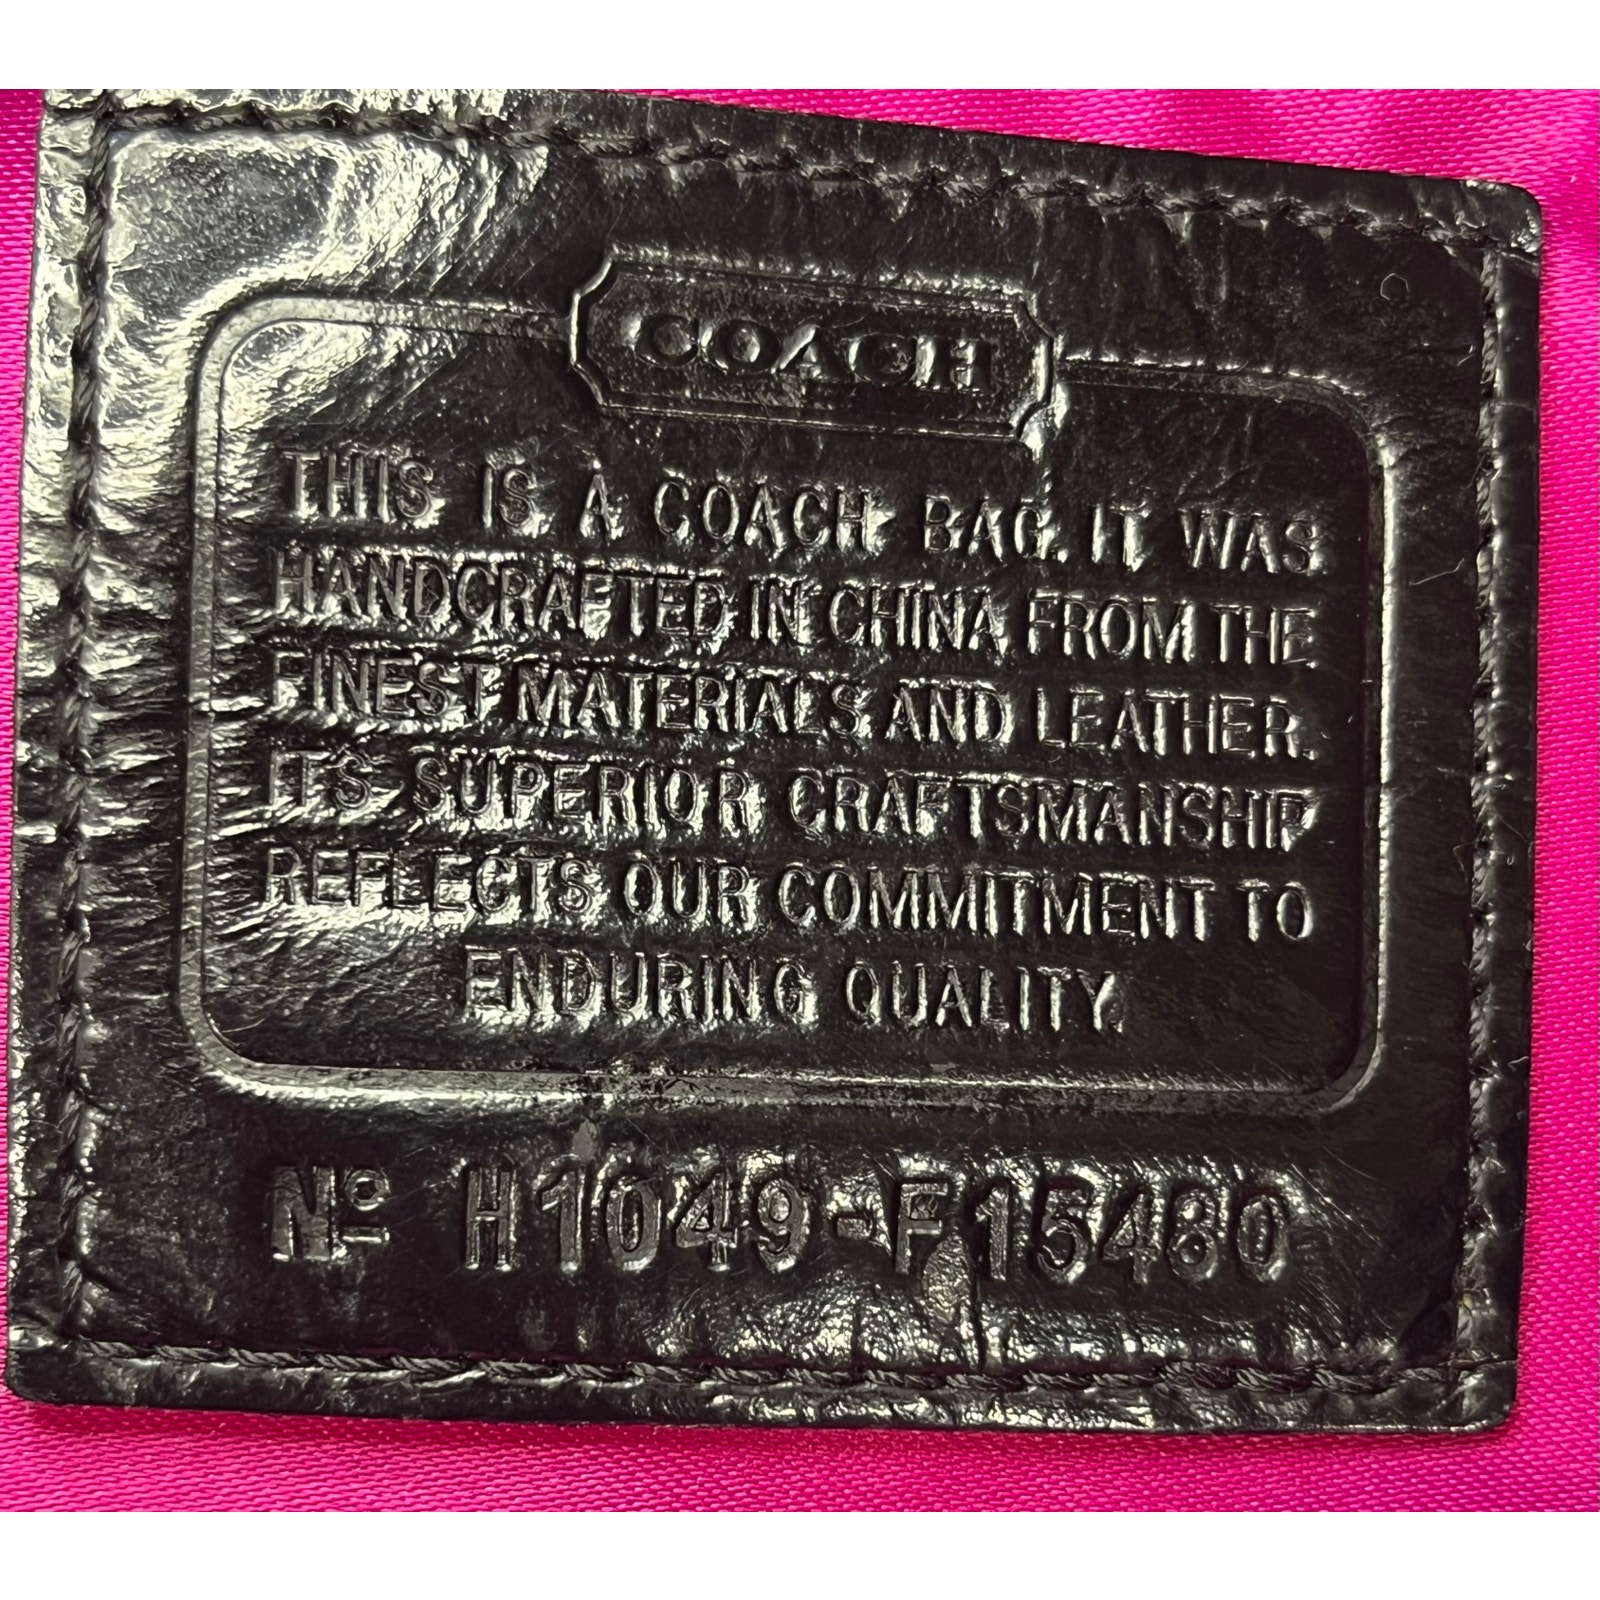 COACH
THIS IS A COACH BAG. IT WAS
HANDCRAFTED IN CHINA FROM THE
FINEST MATERIALS AND LEATHER.
ITS SUPERIOR CRAFTSMANSHIP
REFLECTS OUR COMMITMENT TO
ENDURING QUALITY.
Nº H1049-F15480